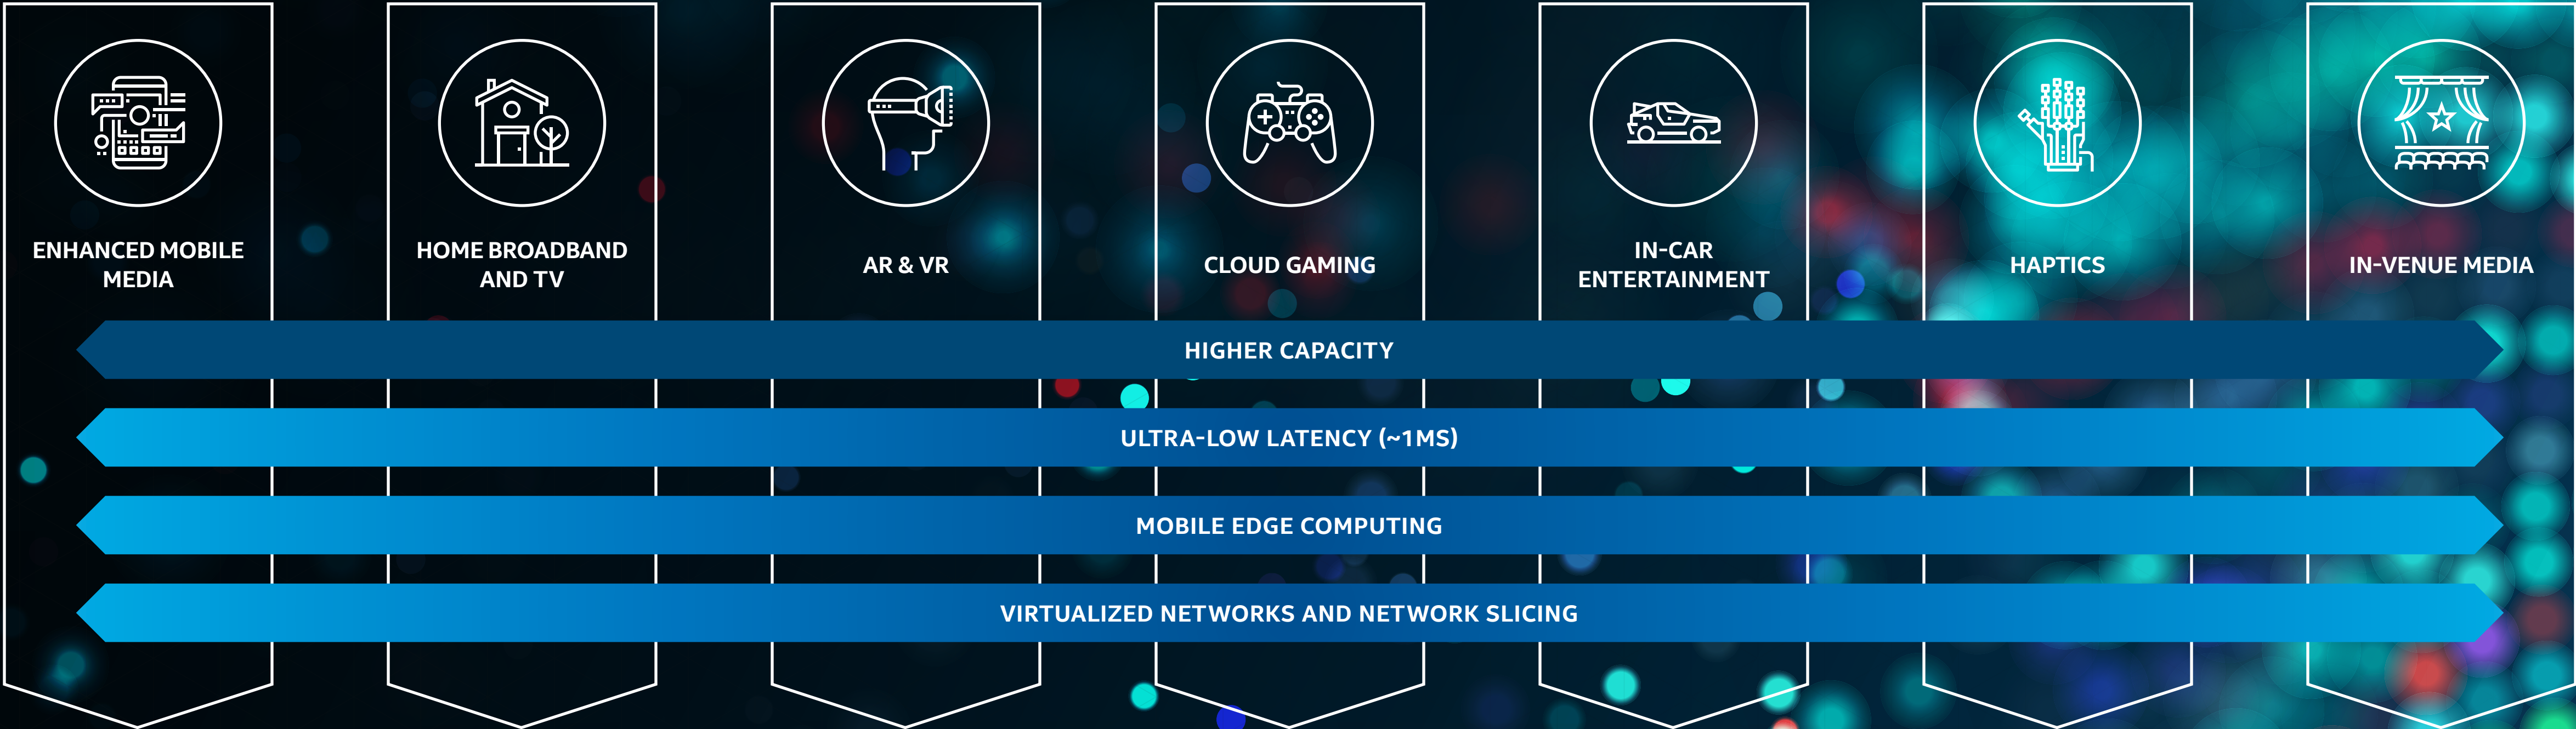 ENHANCED MOBILE
MEDIA
HOME BROADBAND
AND TV
AR & VR
CLOUD GAMING
IN-CAR
ENTERTAINMENT
HAPTICS
IN-VENUE MEDIA
HIGHER CAPACITY
ULTRA-LOW LATENCY (~1MS)
MOBILE EDGE COMPUTING
VIRTUALIZED NETWORKS AND NETWORK SLICING